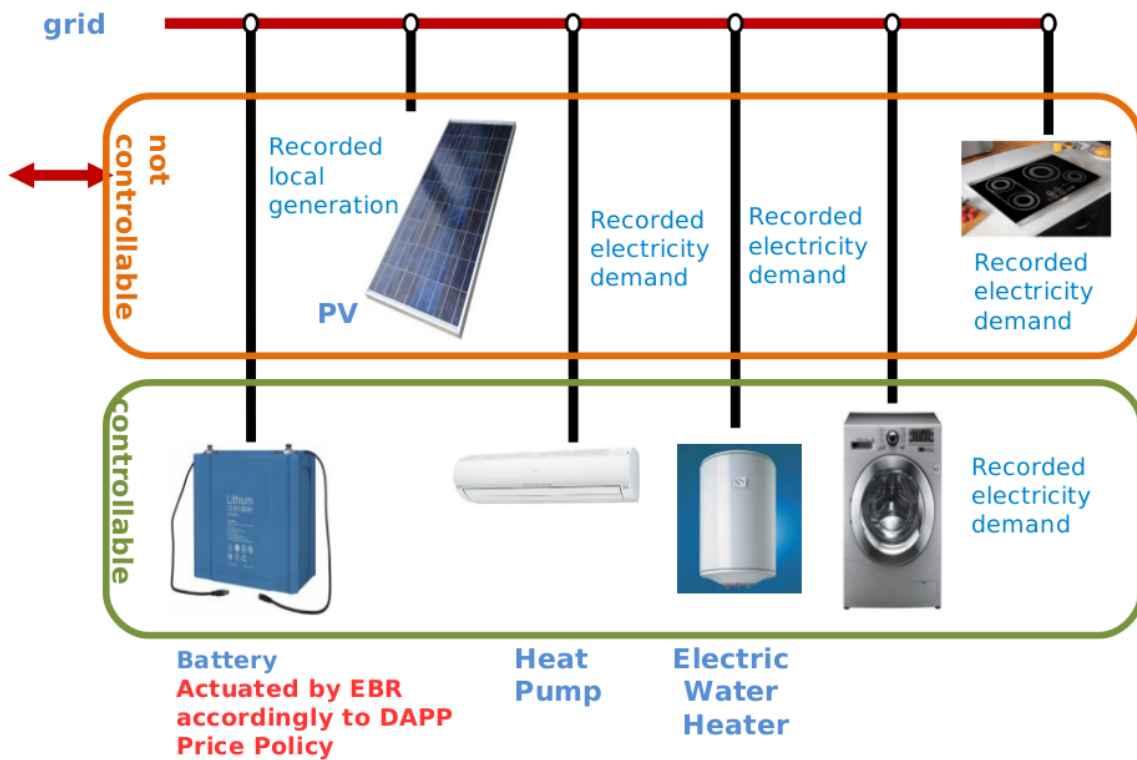 grid
not
controllable
Recorded
local
generation
PV
Recorded
electricity
demand
Recorded
electricity
demand
Recorded
electricity
demand
controllable
Lithium
Recorded
electricity
demand
Battery
Actuated by EBR
accordingly to DAPP
Price Policy
Heat
Pump
Electric
Water
Heater